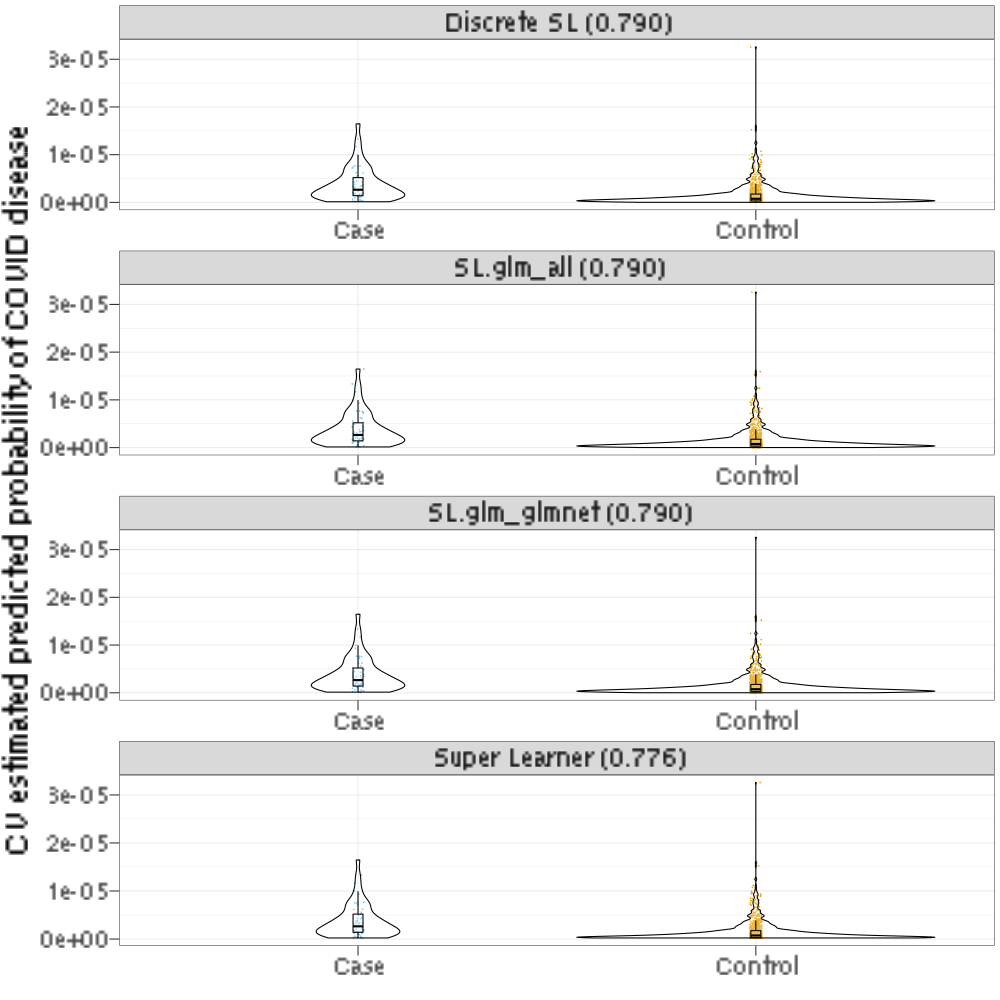 CV estimated predicted probability of COVID disease
Discrete SL (0.790)
3e-05
2e-05
1e-05
0e+00
Case Control
SL.glm_all (0.790)
3e-05
2e-05
1e-05
0e+00
Case Control
SL.glm_glmnet (0.790)
3e-05
2e-05
1e-05
0e+00
Case Control
Super Learner (0.776)
3e-05
2e-05
1e-05
0e+00
Case Control